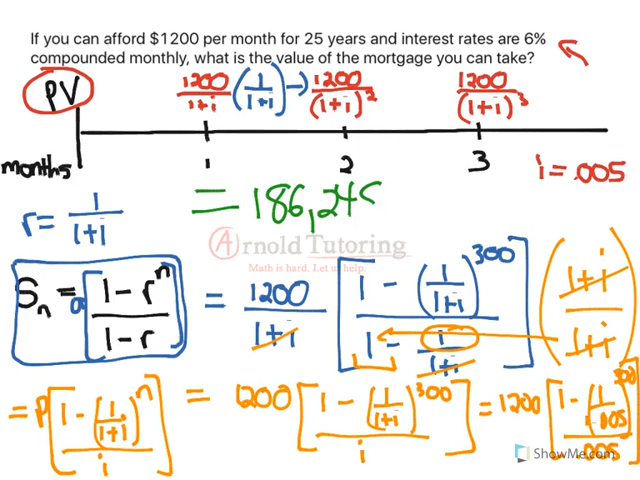 If you can afford $1200 per month for 25 years and interest rates are 6%
compounded monthly, what is the value of the mortgage you can take?
PV 1200/(1+i) (1/(1+i)) → 1200/(1+i)² 1200/(1+i)³
months 1 2 3 i = .005
r = 1/(1+i) = 186,24
Arnold Tutoring
Math is hard. Let us help.
Sₙ = a[(1 - rⁿ)/(1 - r)] = 1200/(1+i) [(1 - (1/(1+i))³⁰⁰)/(1 - 1/(1+i))] ((1+i)/(1+i))
= P[(1 - (1/(1+i))ⁿ)/i] = 1200[(1 - (1/(1+i))³⁰⁰)/i] = 1200[(1 - (1/1.005)³⁰⁰)/.005]
ShowMe.com